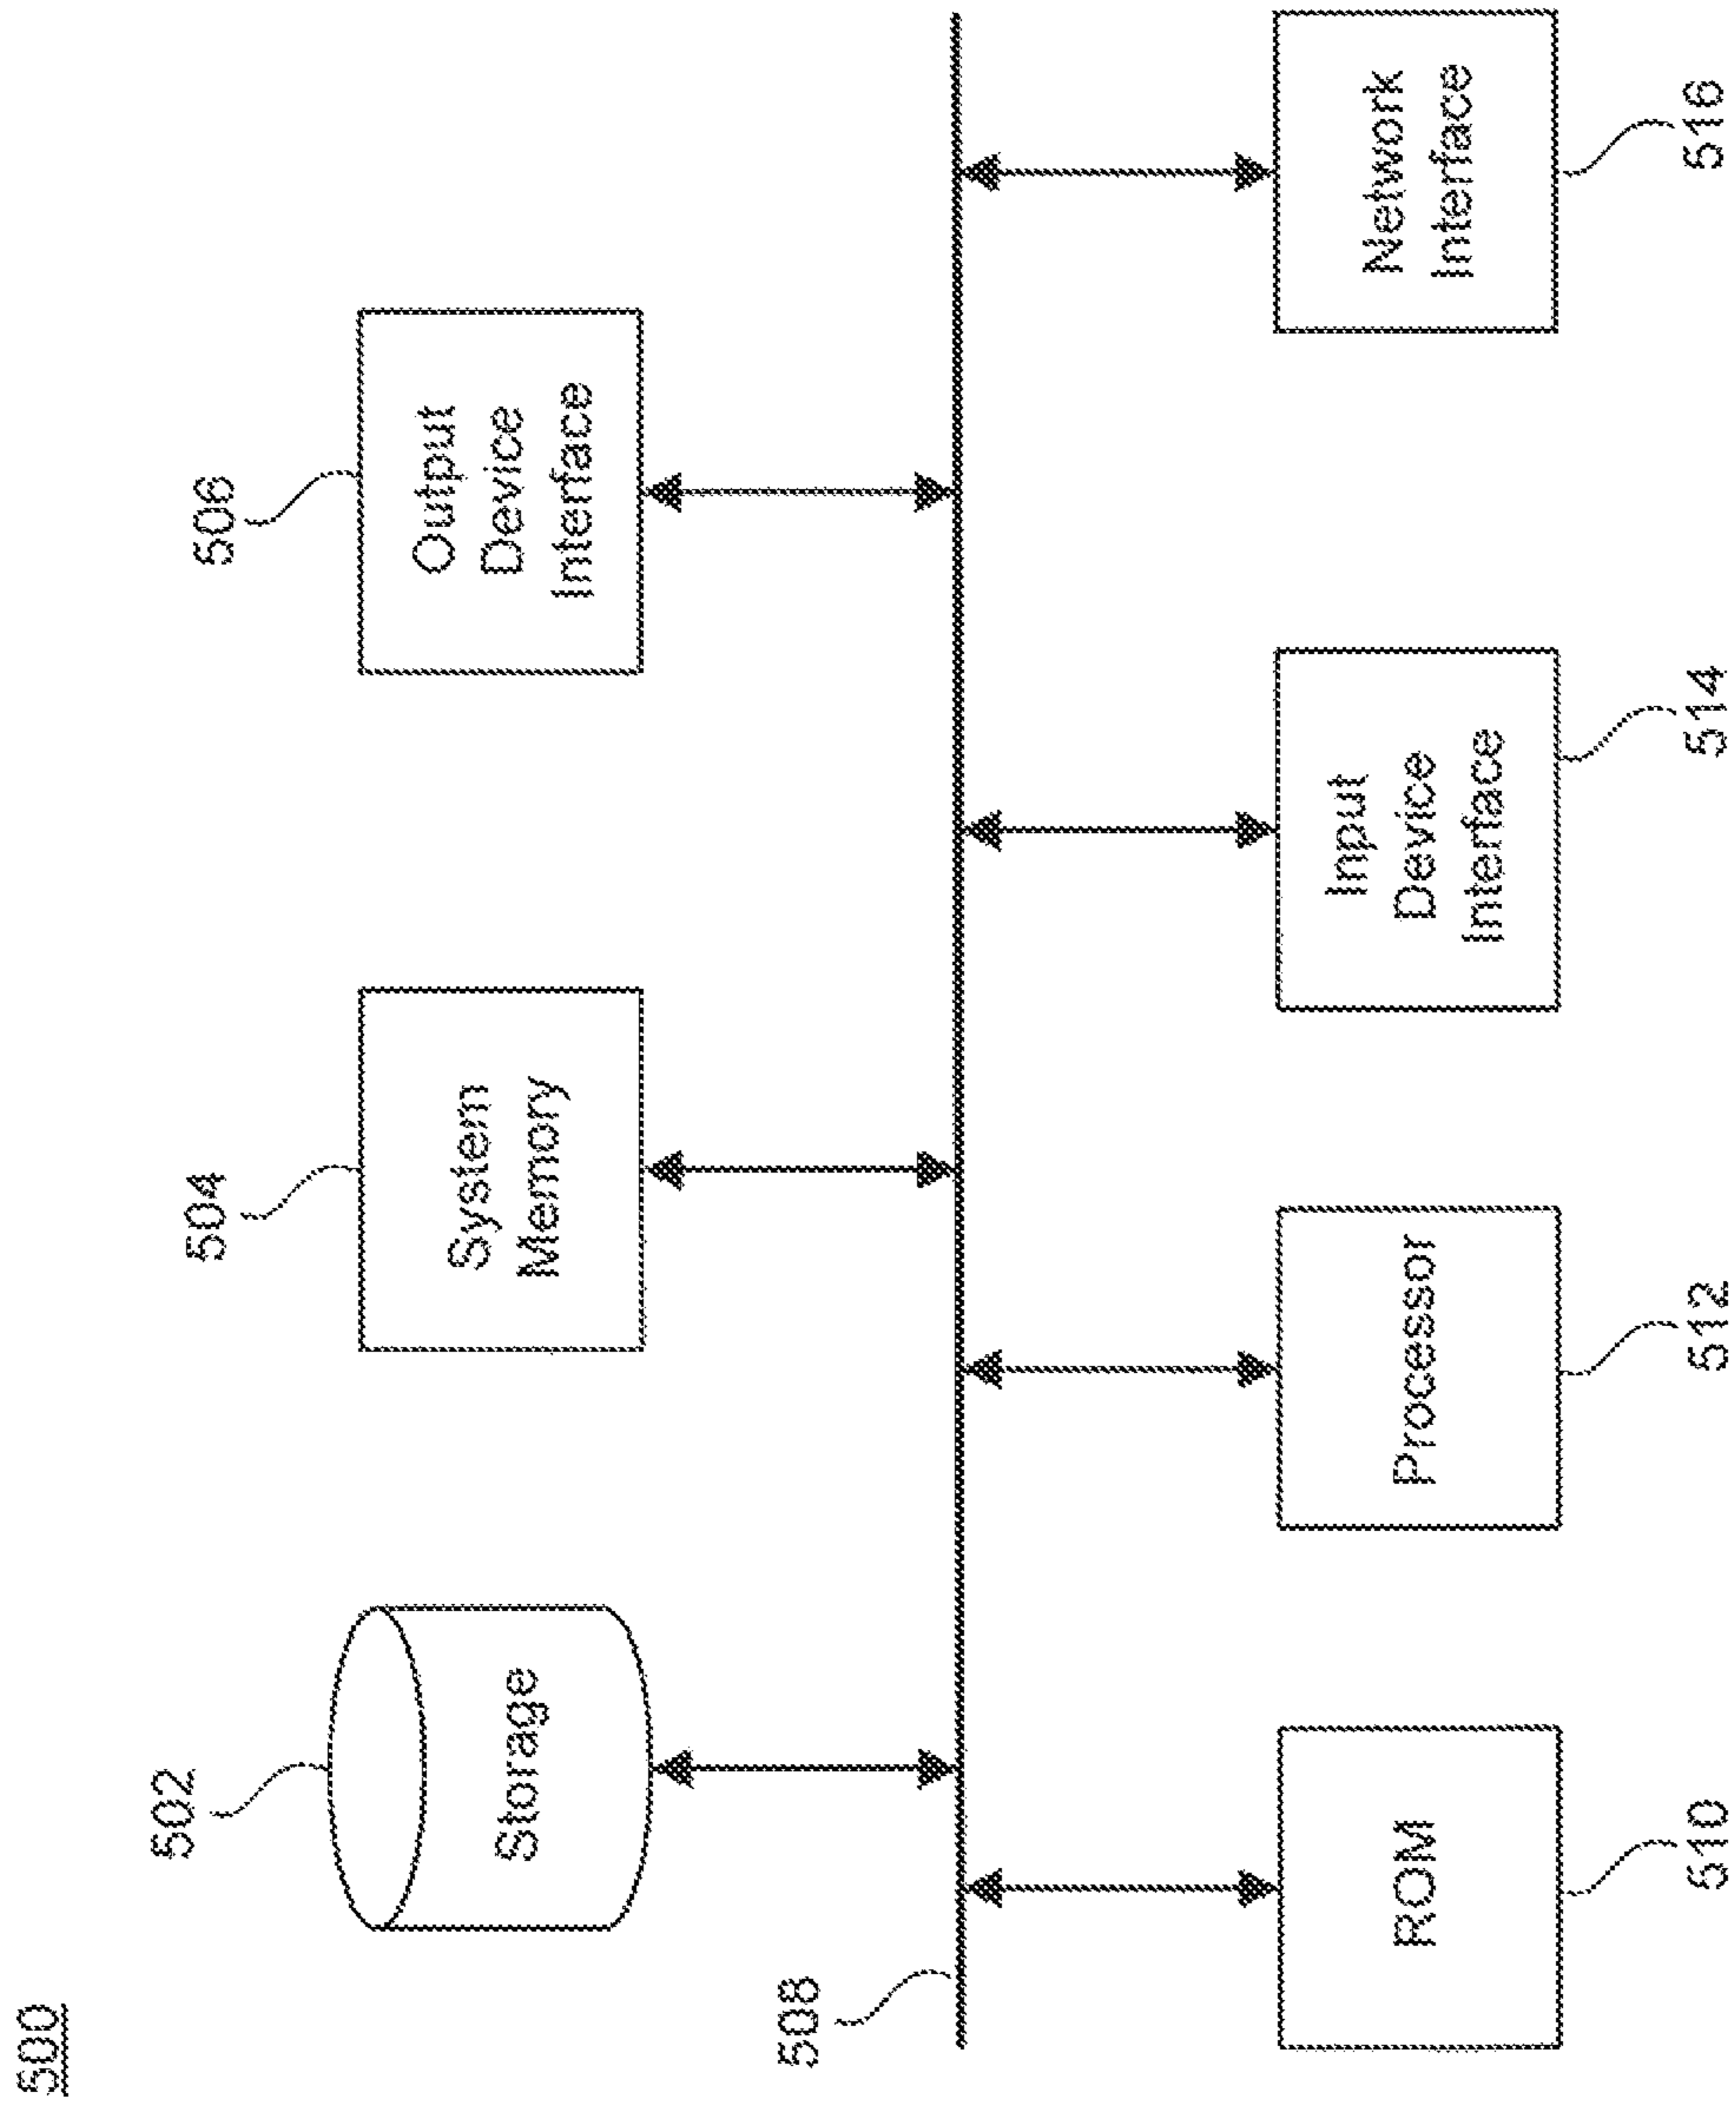 500
502
504
506
Storage
System
Memory
Output
Device
Interface
508
ROM
Processor
Input
Device
Interface
Network
Interface
510
512
514
516